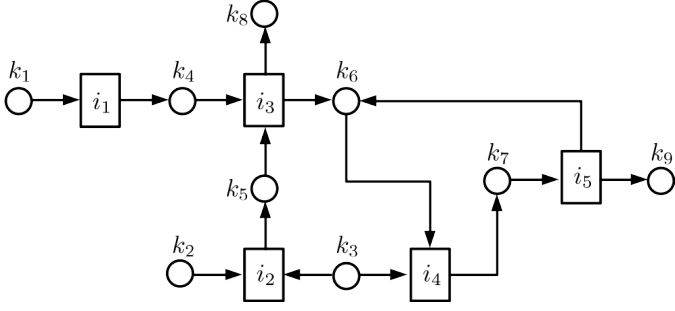 k₈
k₁ i₁ k₄ i₃ k₆
k₇ i₅ k₉
k₅
k₂ i₂ k₃ i₄